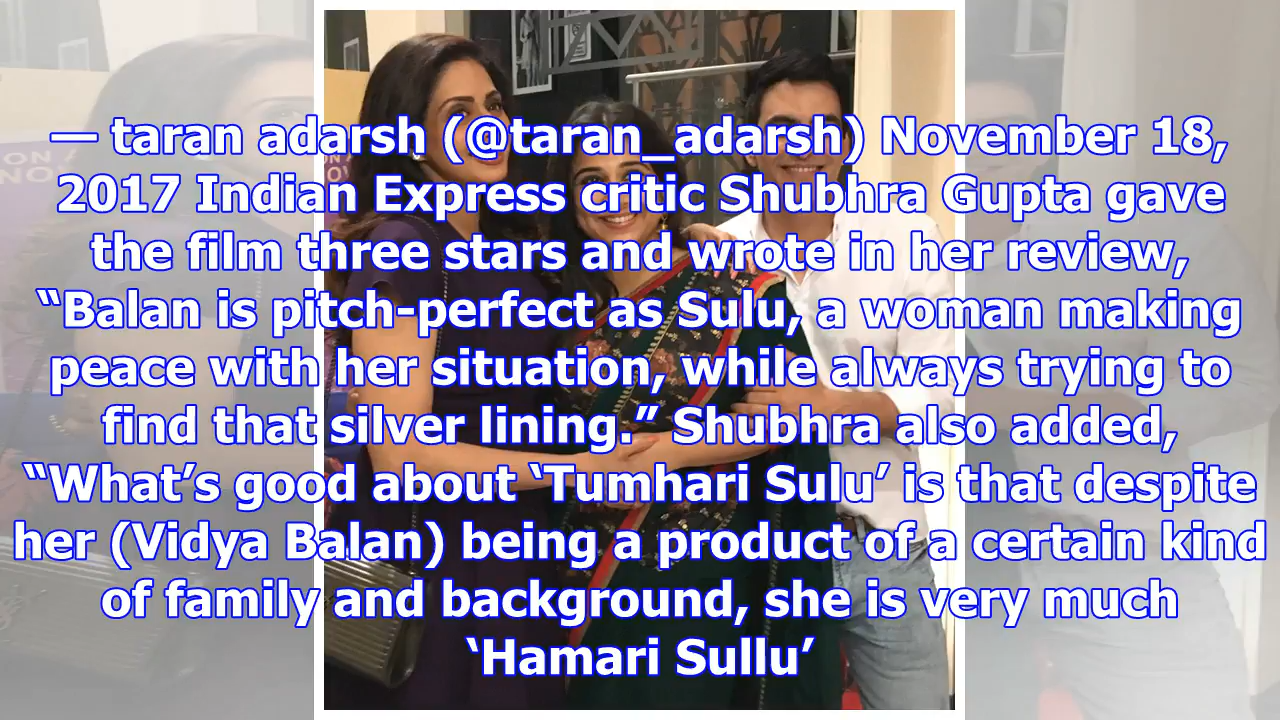 — taran adarsh (@taran_adarsh) November 18,
2017 Indian Express critic Shubhra Gupta gave
the film three stars and wrote in her review,
“Balan is pitch-perfect as Sulu, a woman making
peace with her situation, while always trying to
find that silver lining.” Shubhra also added,
“What’s good about ‘Tumhari Sulu’ is that despite
her (Vidya Balan) being a product of a certain kind
of family and background, she is very much
‘Hamari Sullu’